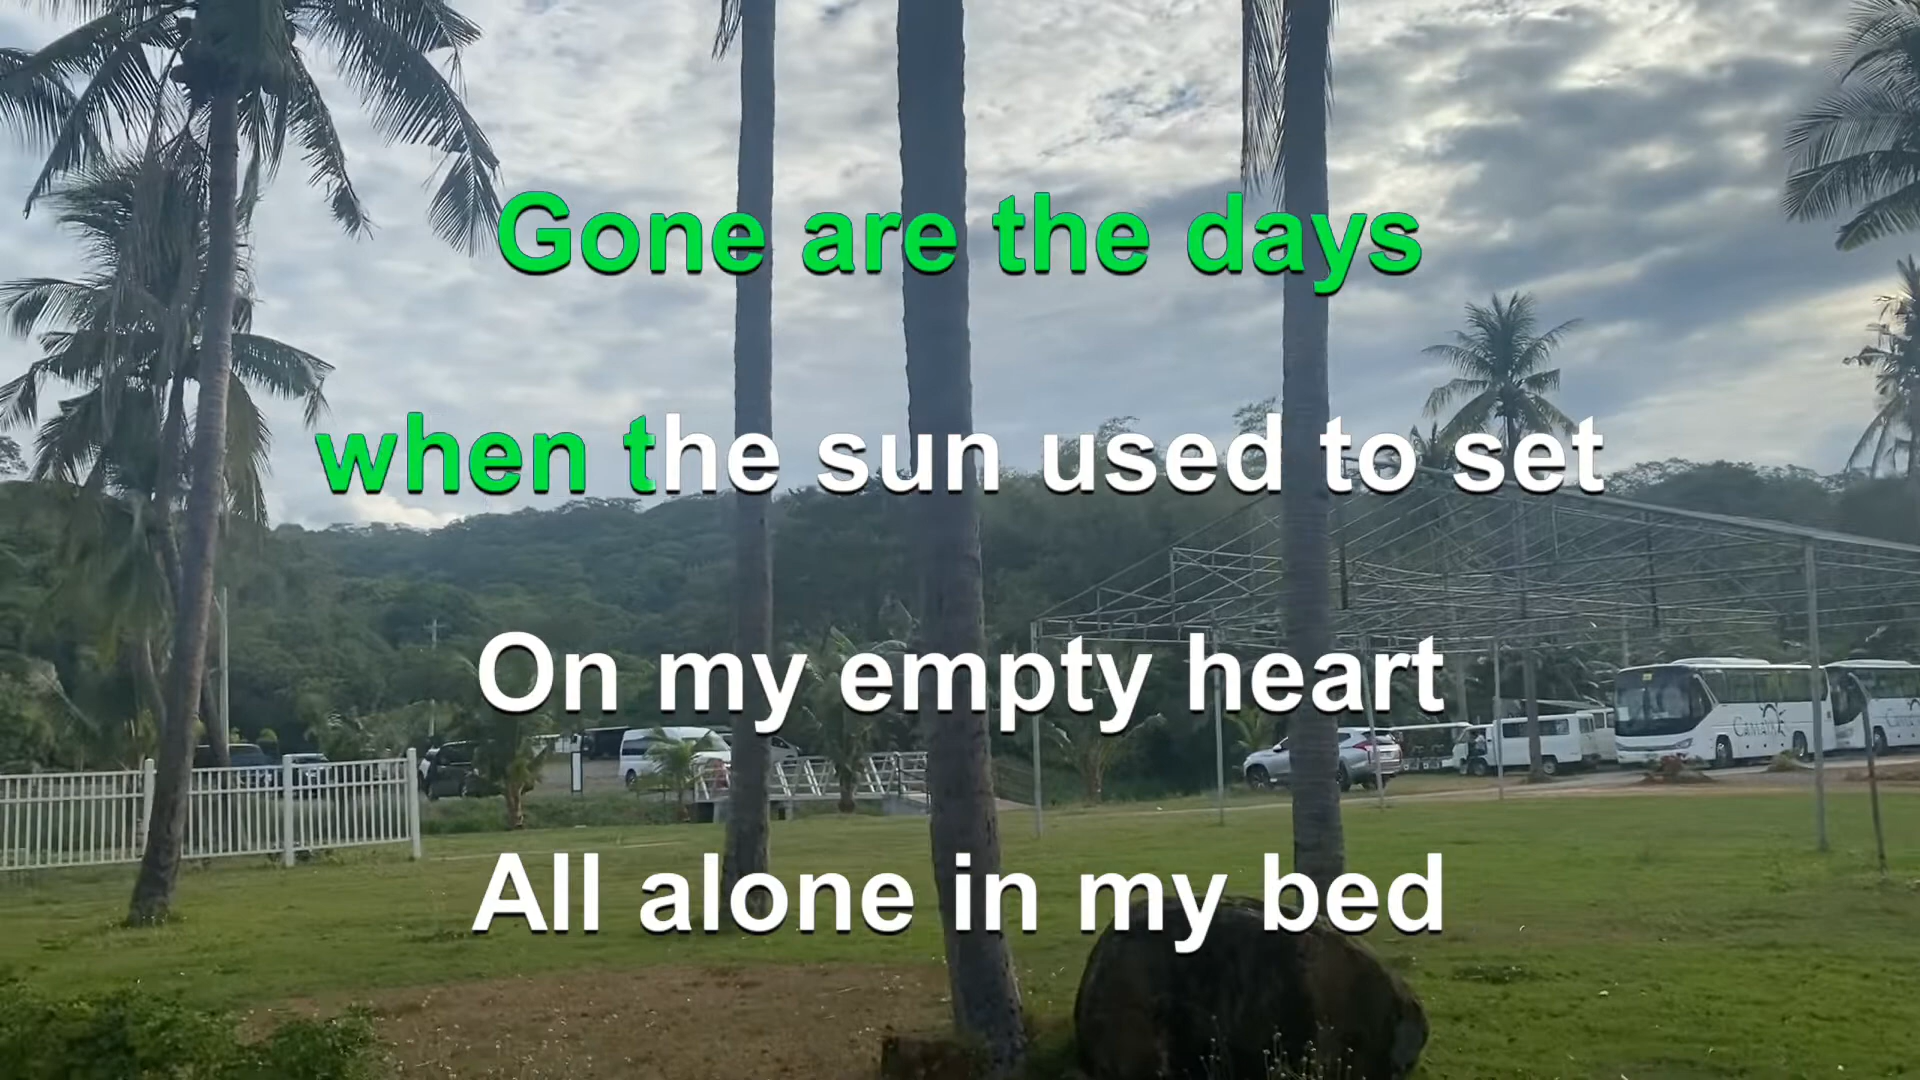 Gone are the days
when the sun used to set
On my empty heart
All alone in my bed